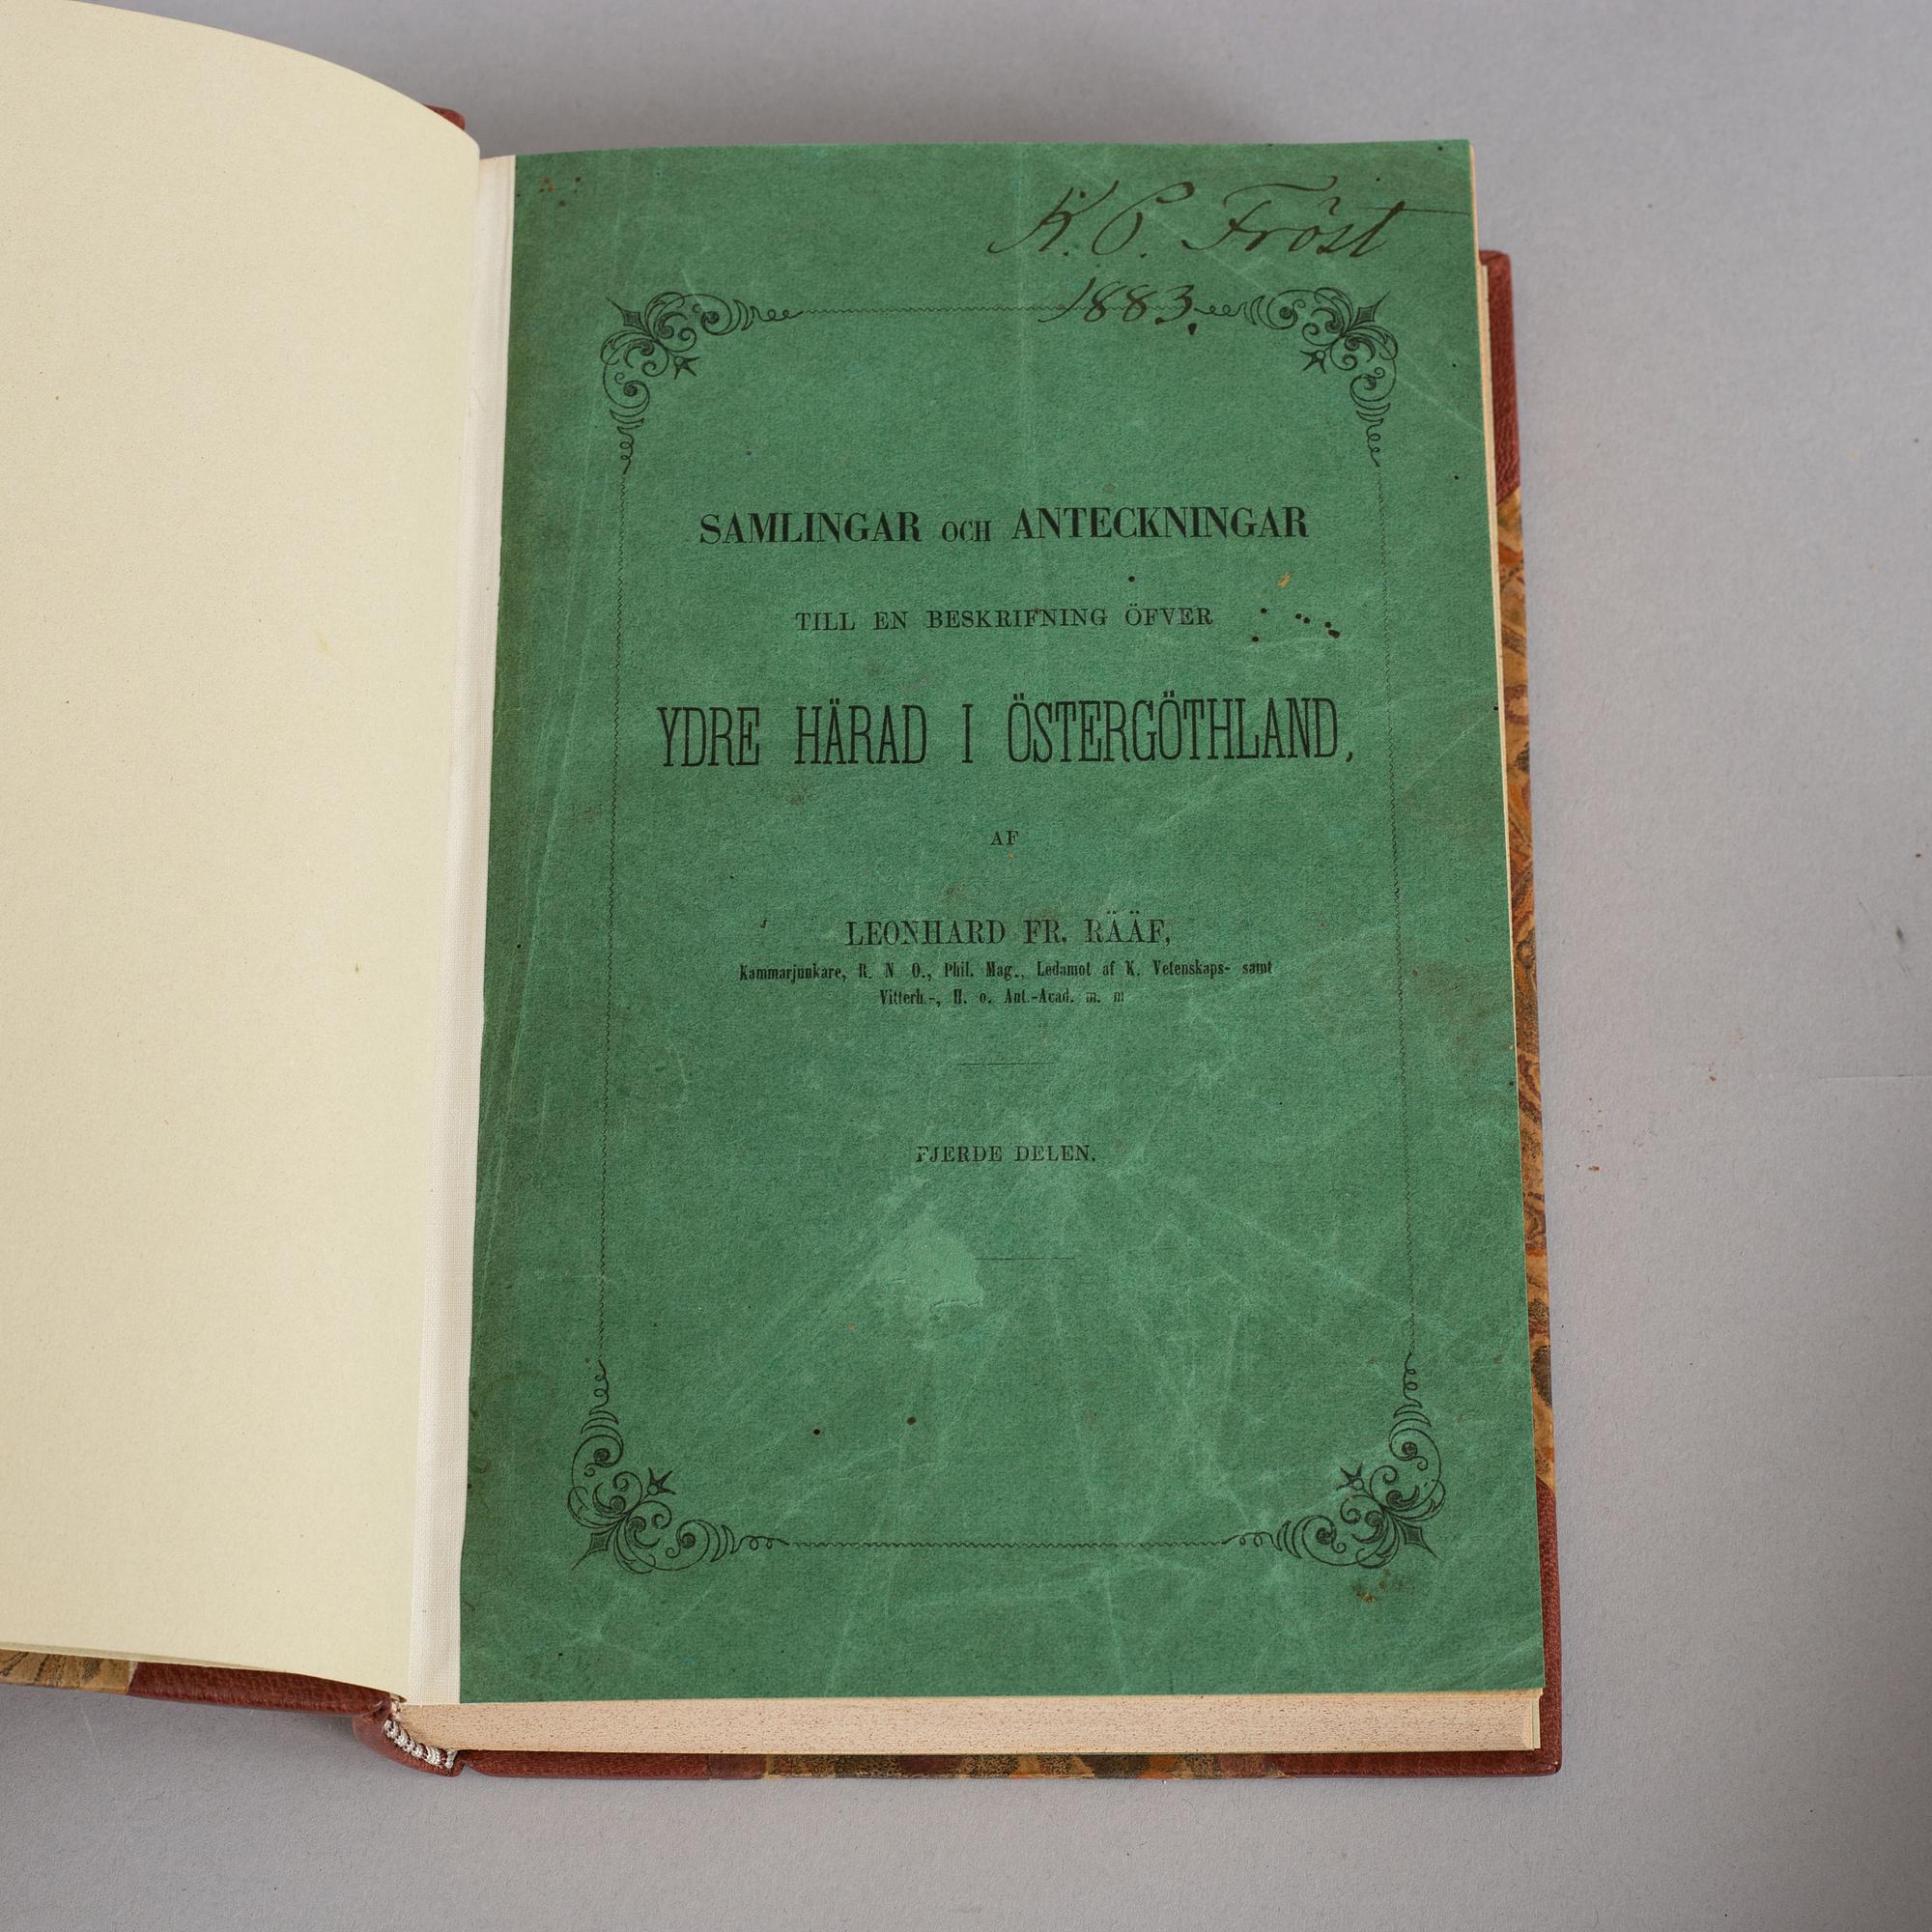 K. P. Fröst
1883.
SAMLINGAR OCH ANTECKNINGAR
TILL EN BESKRIFNING ÖFVER
YDRE HÄRAD I ÖSTERGÖTHLAND,
AF
LEONHARD FR. RÄÄF,
Kammarjunkare, R. N O., Phil. Mag., Ledamot af K. Vetenskaps- samt
Vitterh.-, H. o. Ant.-Acad. m. m
FJERDE DELEN.